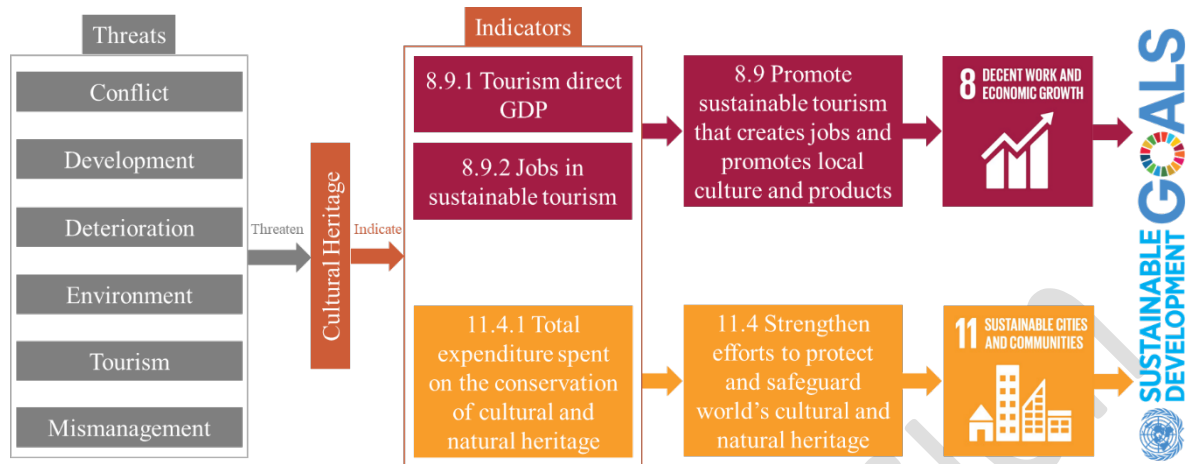 Threats
Conflict
Development
Deterioration
Environment
Tourism
Mismanagement
Threaten
Cultural Heritage
Indicate
Indicators
8.9.1 Tourism direct
GDP
8.9.2 Jobs in
sustainable tourism
11.4.1 Total
expenditure spent
on the conservation
of cultural and
natural heritage
8.9 Promote
sustainable tourism
that creates jobs and
promotes local
culture and products
11.4 Strengthen
efforts to protect
and safeguard
world's cultural and
natural heritage
8 DECENT WORK AND
ECONOMIC GROWTH
11 SUSTAINABLE CITIES
AND COMMUNITIES
SUSTAINABLE
DEVELOPMENT
GOALS